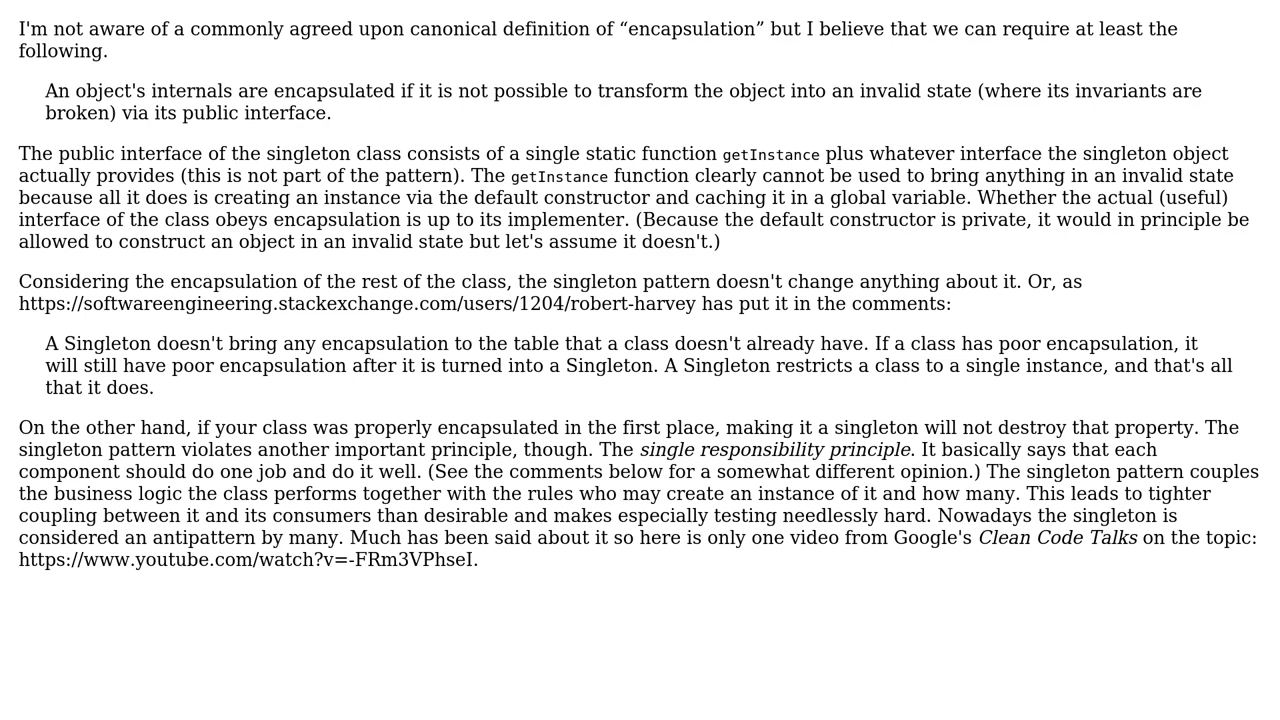 I'm not aware of a commonly agreed upon canonical definition of “encapsulation” but I believe that we can require at least the
following.
An object's internals are encapsulated if it is not possible to transform the object into an invalid state (where its invariants are
broken) via its public interface.
The public interface of the singleton class consists of a single static function getInstance plus whatever interface the singleton object
actually provides (this is not part of the pattern). The getInstance function clearly cannot be used to bring anything in an invalid state
because all it does is creating an instance via the default constructor and caching it in a global variable. Whether the actual (useful)
interface of the class obeys encapsulation is up to its implementer. (Because the default constructor is private, it would in principle be
allowed to construct an object in an invalid state but let's assume it doesn't.)
Considering the encapsulation of the rest of the class, the singleton pattern doesn't change anything about it. Or, as
https://softwareengineering.stackexchange.com/users/1204/robert-harvey has put it in the comments:
A Singleton doesn't bring any encapsulation to the table that a class doesn't already have. If a class has poor encapsulation, it
will still have poor encapsulation after it is turned into a Singleton. A Singleton restricts a class to a single instance, and that's all
that it does.
On the other hand, if your class was properly encapsulated in the first place, making it a singleton will not destroy that property. The
singleton pattern violates another important principle, though. The single responsibility principle. It basically says that each
component should do one job and do it well. (See the comments below for a somewhat different opinion.) The singleton pattern couples
the business logic the class performs together with the rules who may create an instance of it and how many. This leads to tighter
coupling between it and its consumers than desirable and makes especially testing needlessly hard. Nowadays the singleton is
considered an antipattern by many. Much has been said about it so here is only one video from Google's Clean Code Talks on the topic:
https://www.youtube.com/watch?v=-FRm3VPhseI.